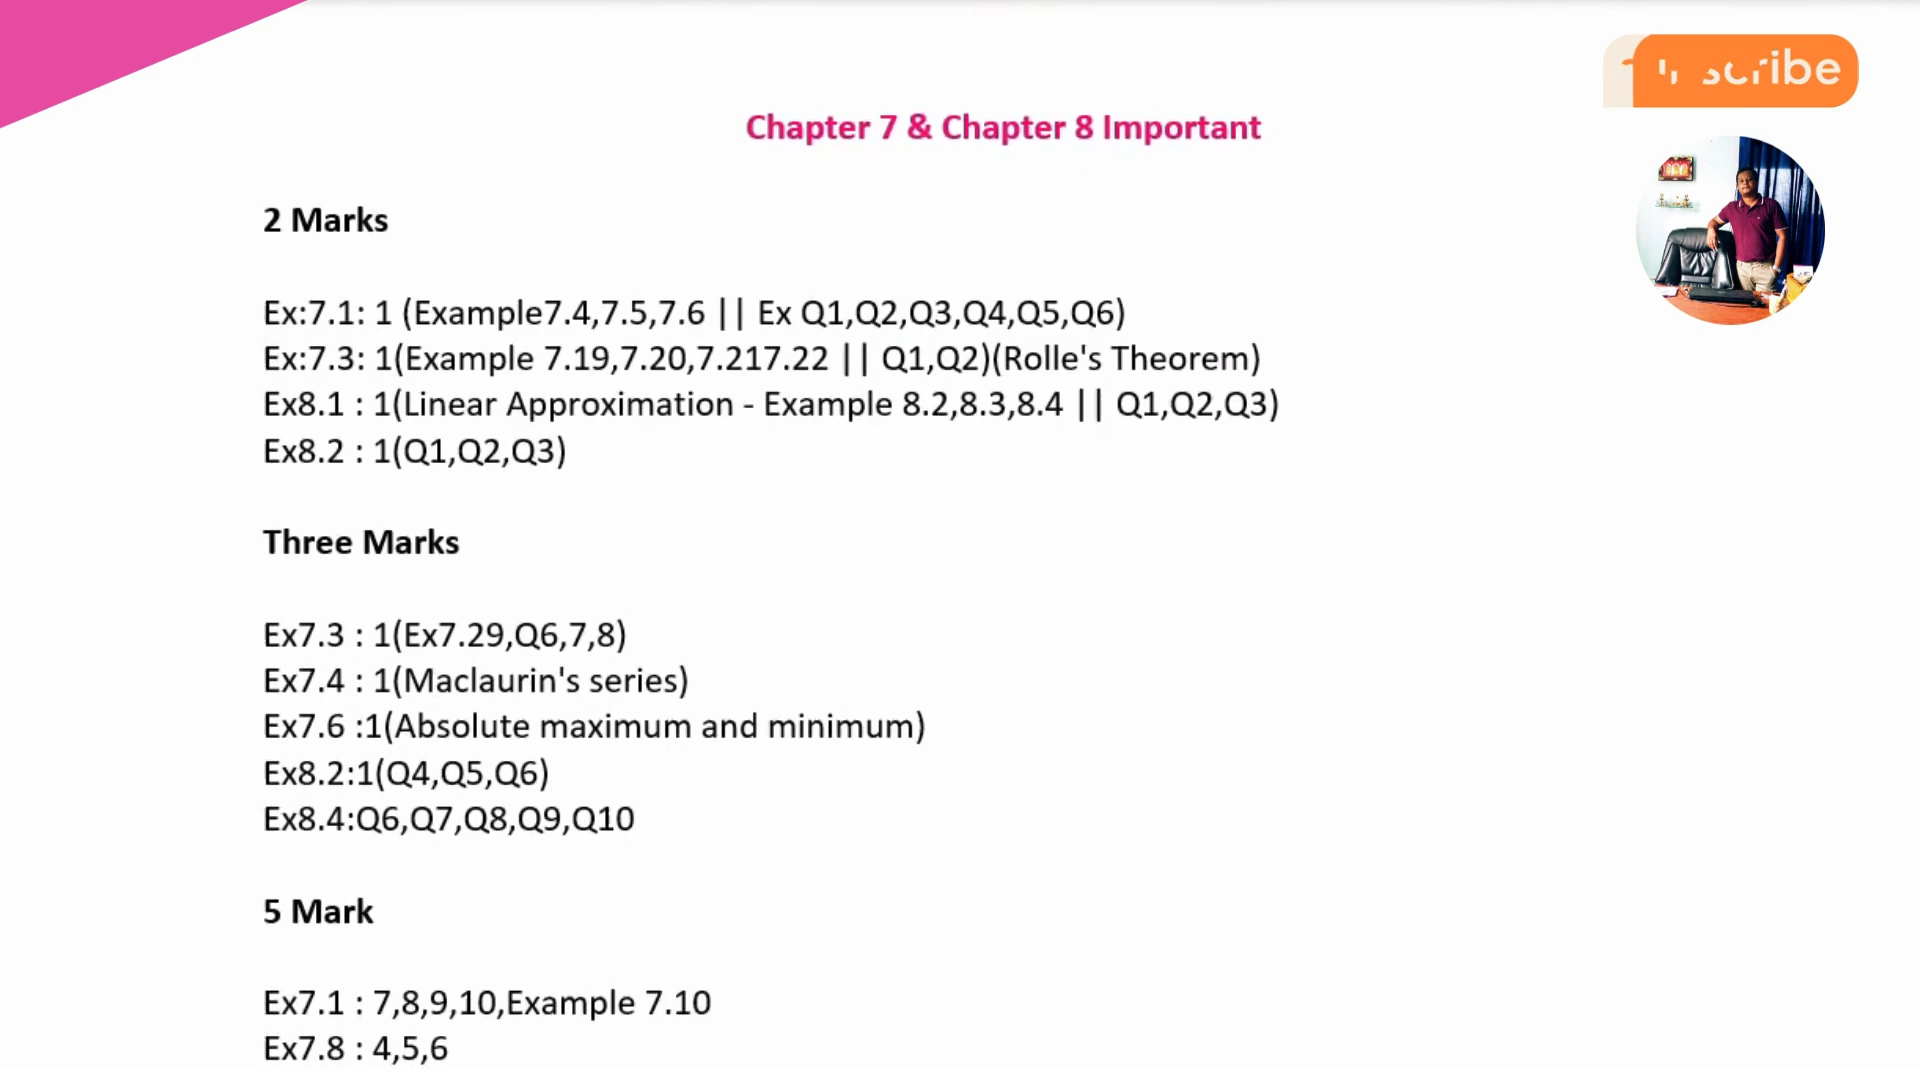 Chapter 7 & Chapter 8 Important
2 Marks
Ex:7.1: 1 (Example7.4,7.5,7.6 || Ex Q1,Q2,Q3,Q4,Q5,Q6)
Ex:7.3: 1(Example 7.19,7.20,7.217.22 || Q1,Q2)(Rolle's Theorem)
Ex8.1 : 1(Linear Approximation - Example 8.2,8.3,8.4 || Q1,Q2,Q3)
Ex8.2 : 1(Q1,Q2,Q3)
Three Marks
Ex7.3 : 1(Ex7.29,Q6,7,8)
Ex7.4 : 1(Maclaurin's series)
Ex7.6 :1(Absolute maximum and minimum)
Ex8.2:1(Q4,Q5,Q6)
Ex8.4:Q6,Q7,Q8,Q9,Q10
5 Mark
Ex7.1 : 7,8,9,10,Example 7.10
Ex7.8 : 4,5,6